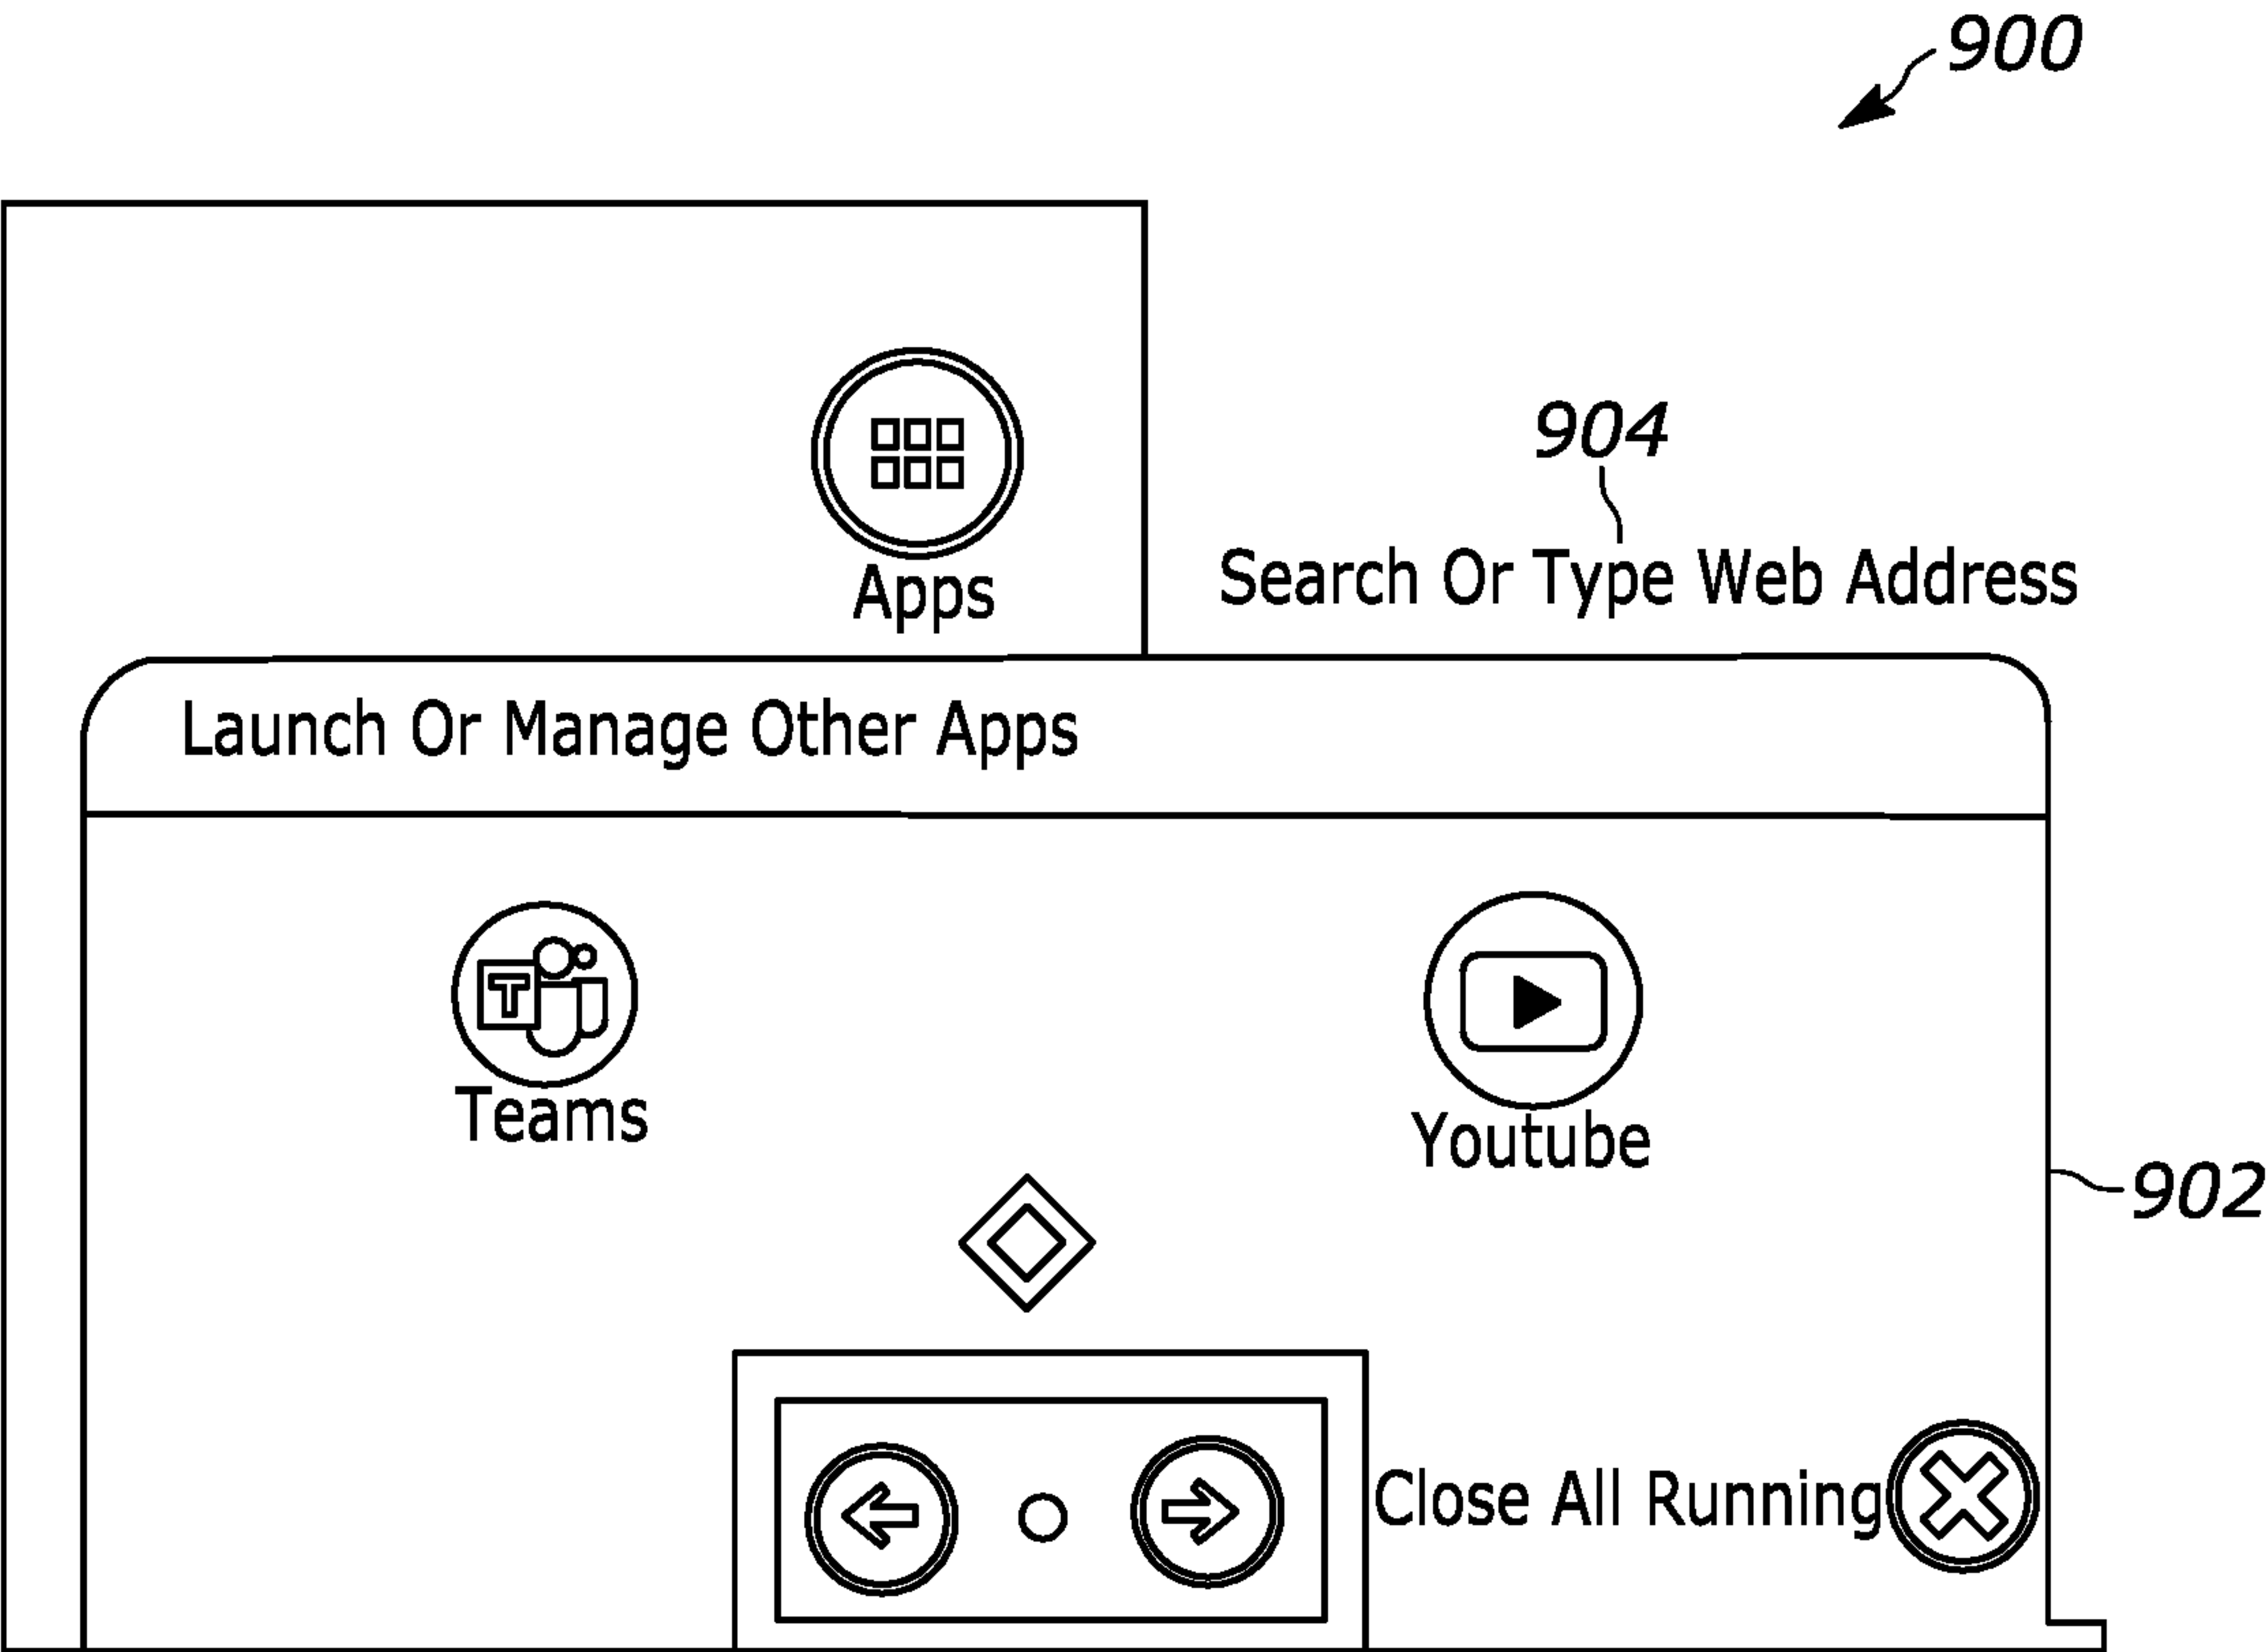 900
904
Apps
Search Or Type Web Address
Launch Or Manage Other Apps
T
Teams
Youtube
902
Close All Running